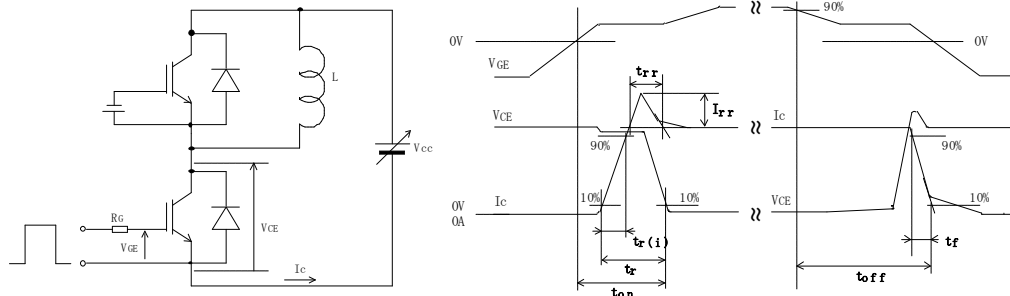 L
Vcc
RG
VGE
VCE
Ic
0V
VGE
trr
Irr
VCE
90%
10%
Ic
10%
0V
0A
tr(i)
tr
ton
90%
0V
Ic
90%
VCE
10%
tf
toff